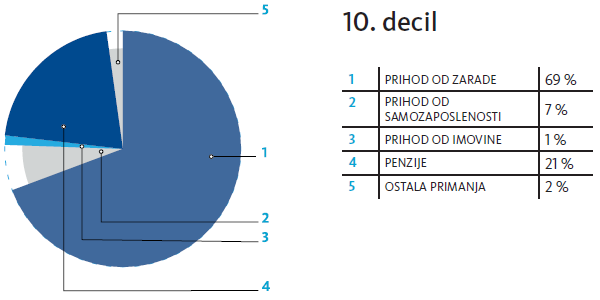 5
1
2
3
4
10. decil
1 PRIHOD OD ZARADE 69 %
2 PRIHOD OD
SAMOZAPOSLENOSTI 7 %
3 PRIHOD OD IMOVINE 1 %
4 PENZIJE 21 %
5 OSTALA PRIMANJA 2 %